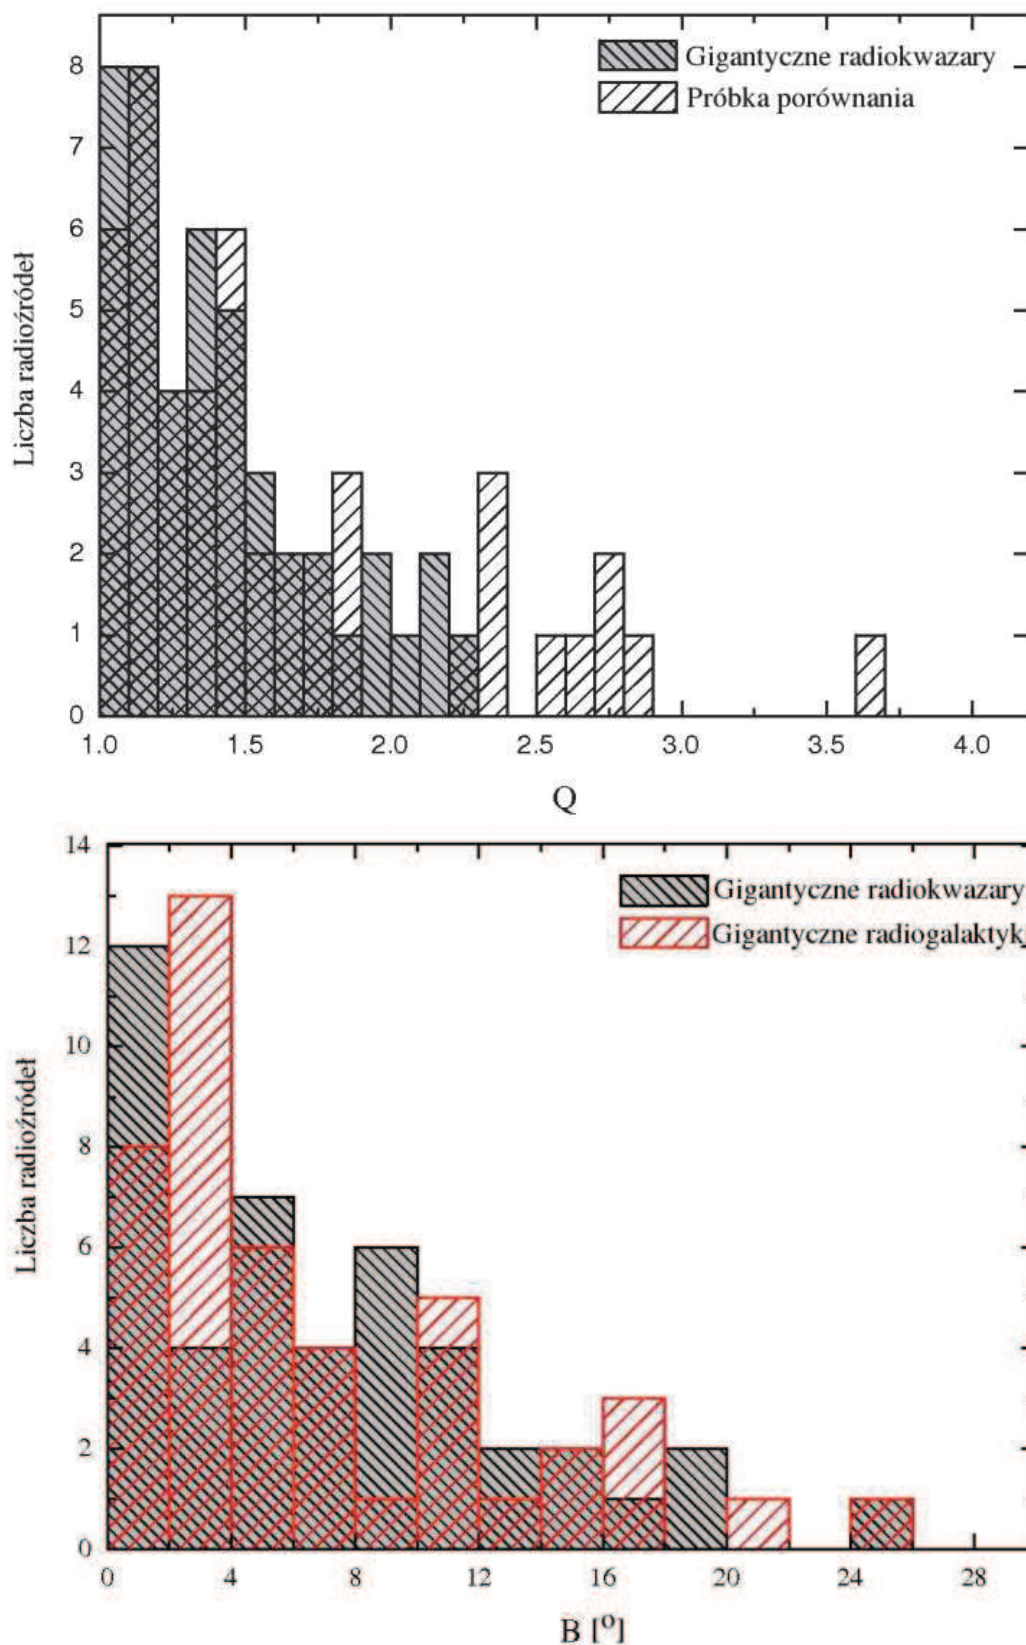 Gigantyczne radiokwazary
Próbka porównania
8
7
6
5
4
3
2
1
0
Liczba radioźródeł
1.0 1.5 2.0 2.5 3.0 3.5 4.0
Q
14
12
10
8
6
4
2
0
Liczba radioźródeł
Gigantyczne radiokwazary
Gigantyczne radiogalaktyk
0 4 8 12 16 20 24 28
B [º]